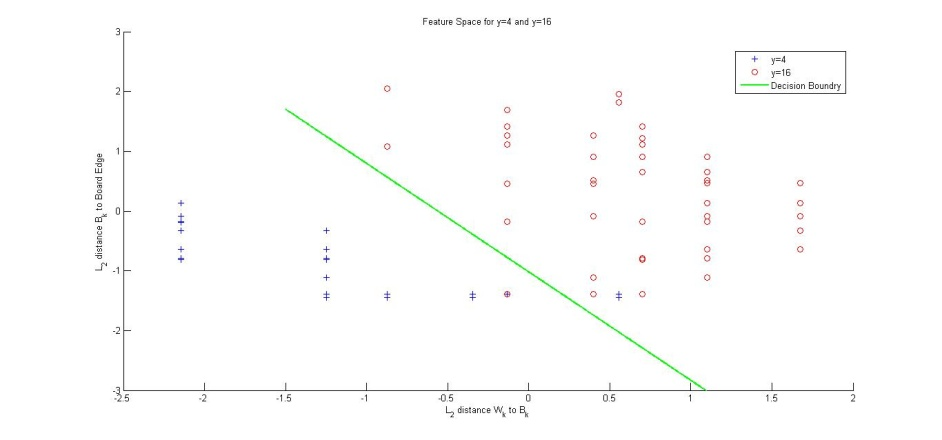 Feature Space for y=4 and y=16
3
2
1
0
-1
-2
-3
L2 distance Bk to Board Edge
y=4
y=16
Decision Boundry
-2.5 -2 -1.5 -1 -0.5 0 0.5 1 1.5 2
L2 distance Wk to Bk